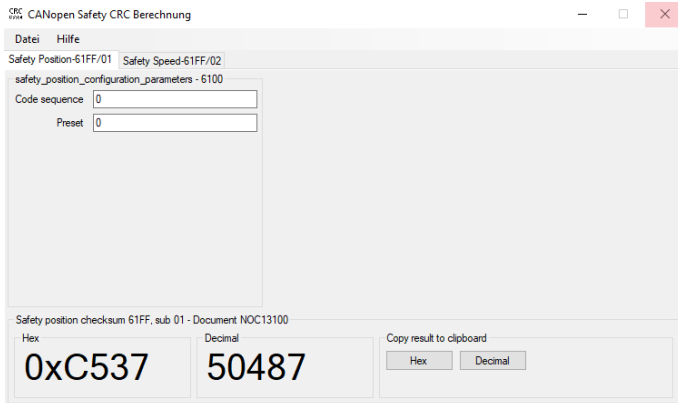 CANopen Safety CRC Berechnung
Datei Hilfe
Safety Position-61FF/01 Safety Speed-61FF/02
safety_position_configuration_parameters - 6100
Code sequence 0
Preset 0
Safety position checksum 61FF, sub 01 - Document NOC13100
Hex Decimal Copy result to clipboard
0xC537 50487 Hex Decimal